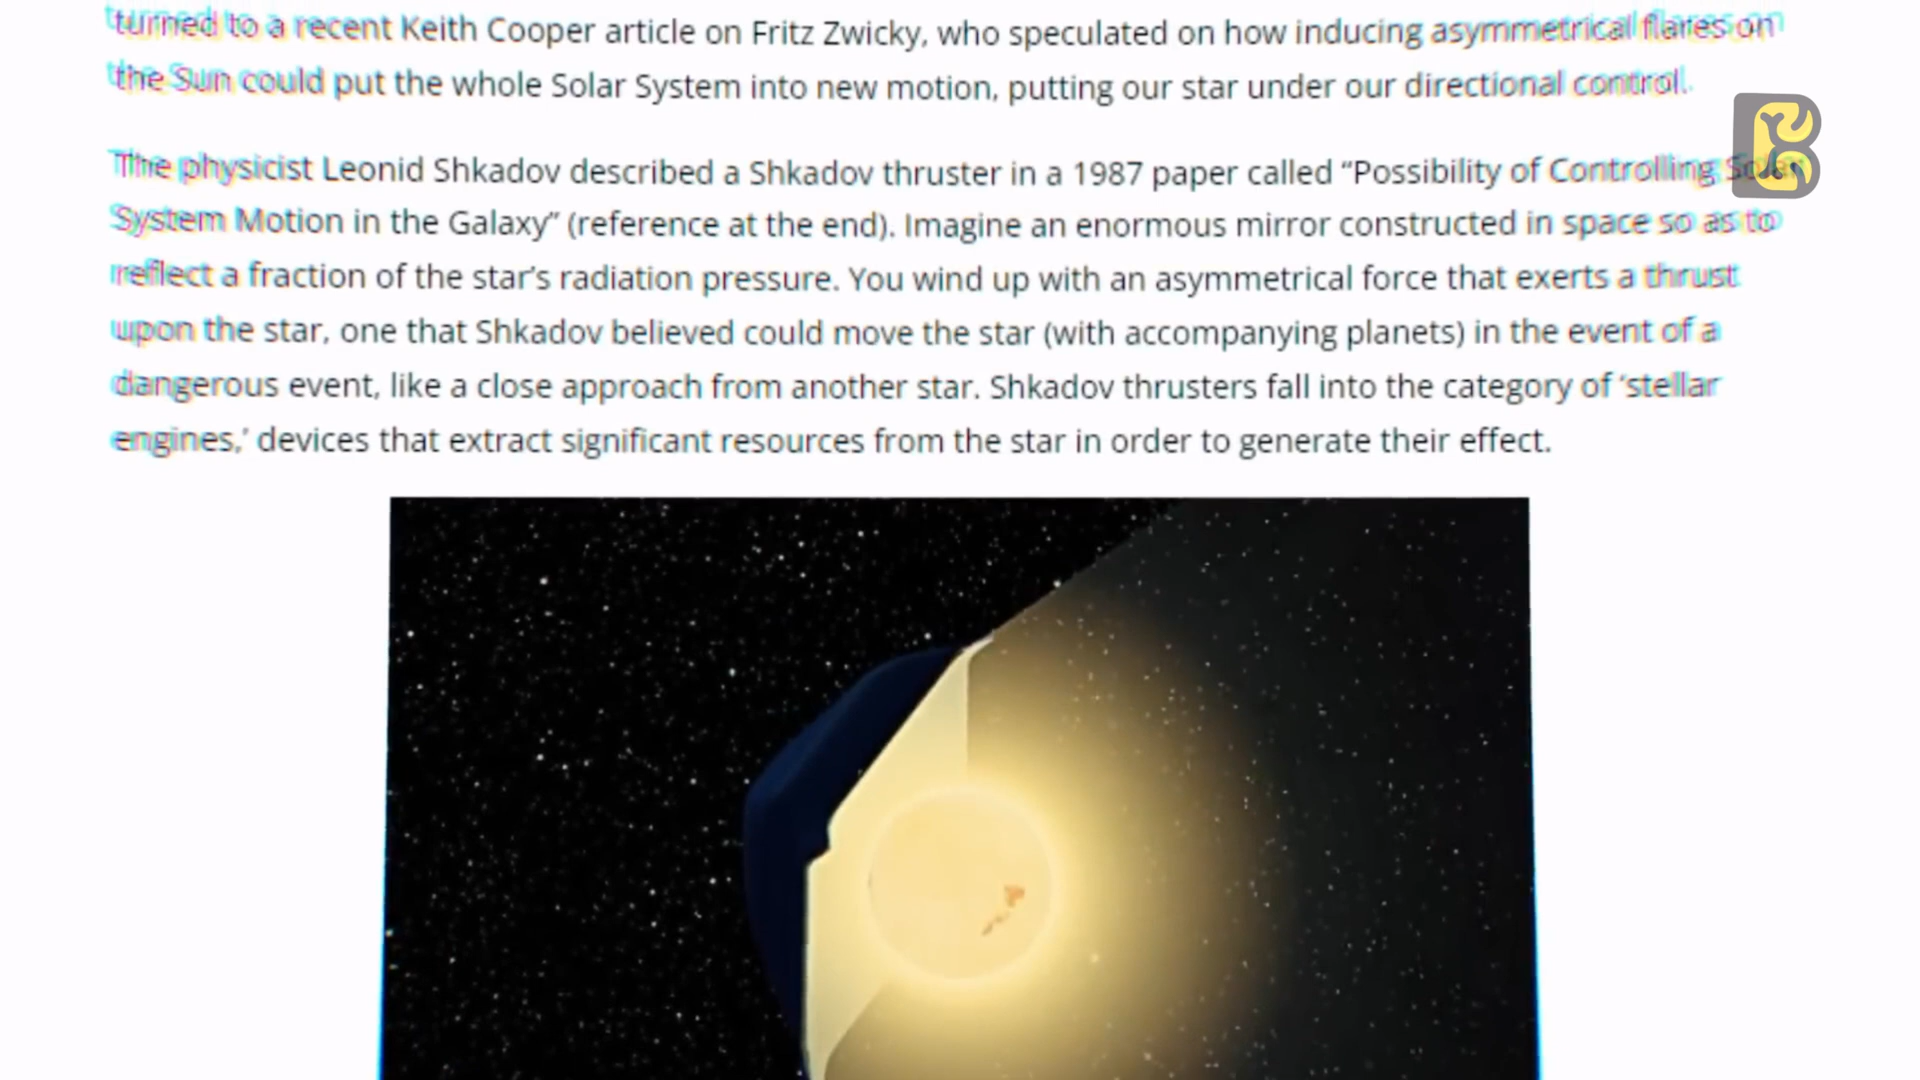 turned to a recent Keith Cooper article on Fritz Zwicky, who speculated on how inducing asymmetrical flares on
the Sun could put the whole Solar System into new motion, putting our star under our directional control.
The physicist Leonid Shkadov described a Shkadov thruster in a 1987 paper called “Possibility of Controlling Solar
System Motion in the Galaxy” (reference at the end). Imagine an enormous mirror constructed in space so as to
reflect a fraction of the star’s radiation pressure. You wind up with an asymmetrical force that exerts a thrust
upon the star, one that Shkadov believed could move the star (with accompanying planets) in the event of a
dangerous event, like a close approach from another star. Shkadov thrusters fall into the category of ‘stellar
engines,’ devices that extract significant resources from the star in order to generate their effect.